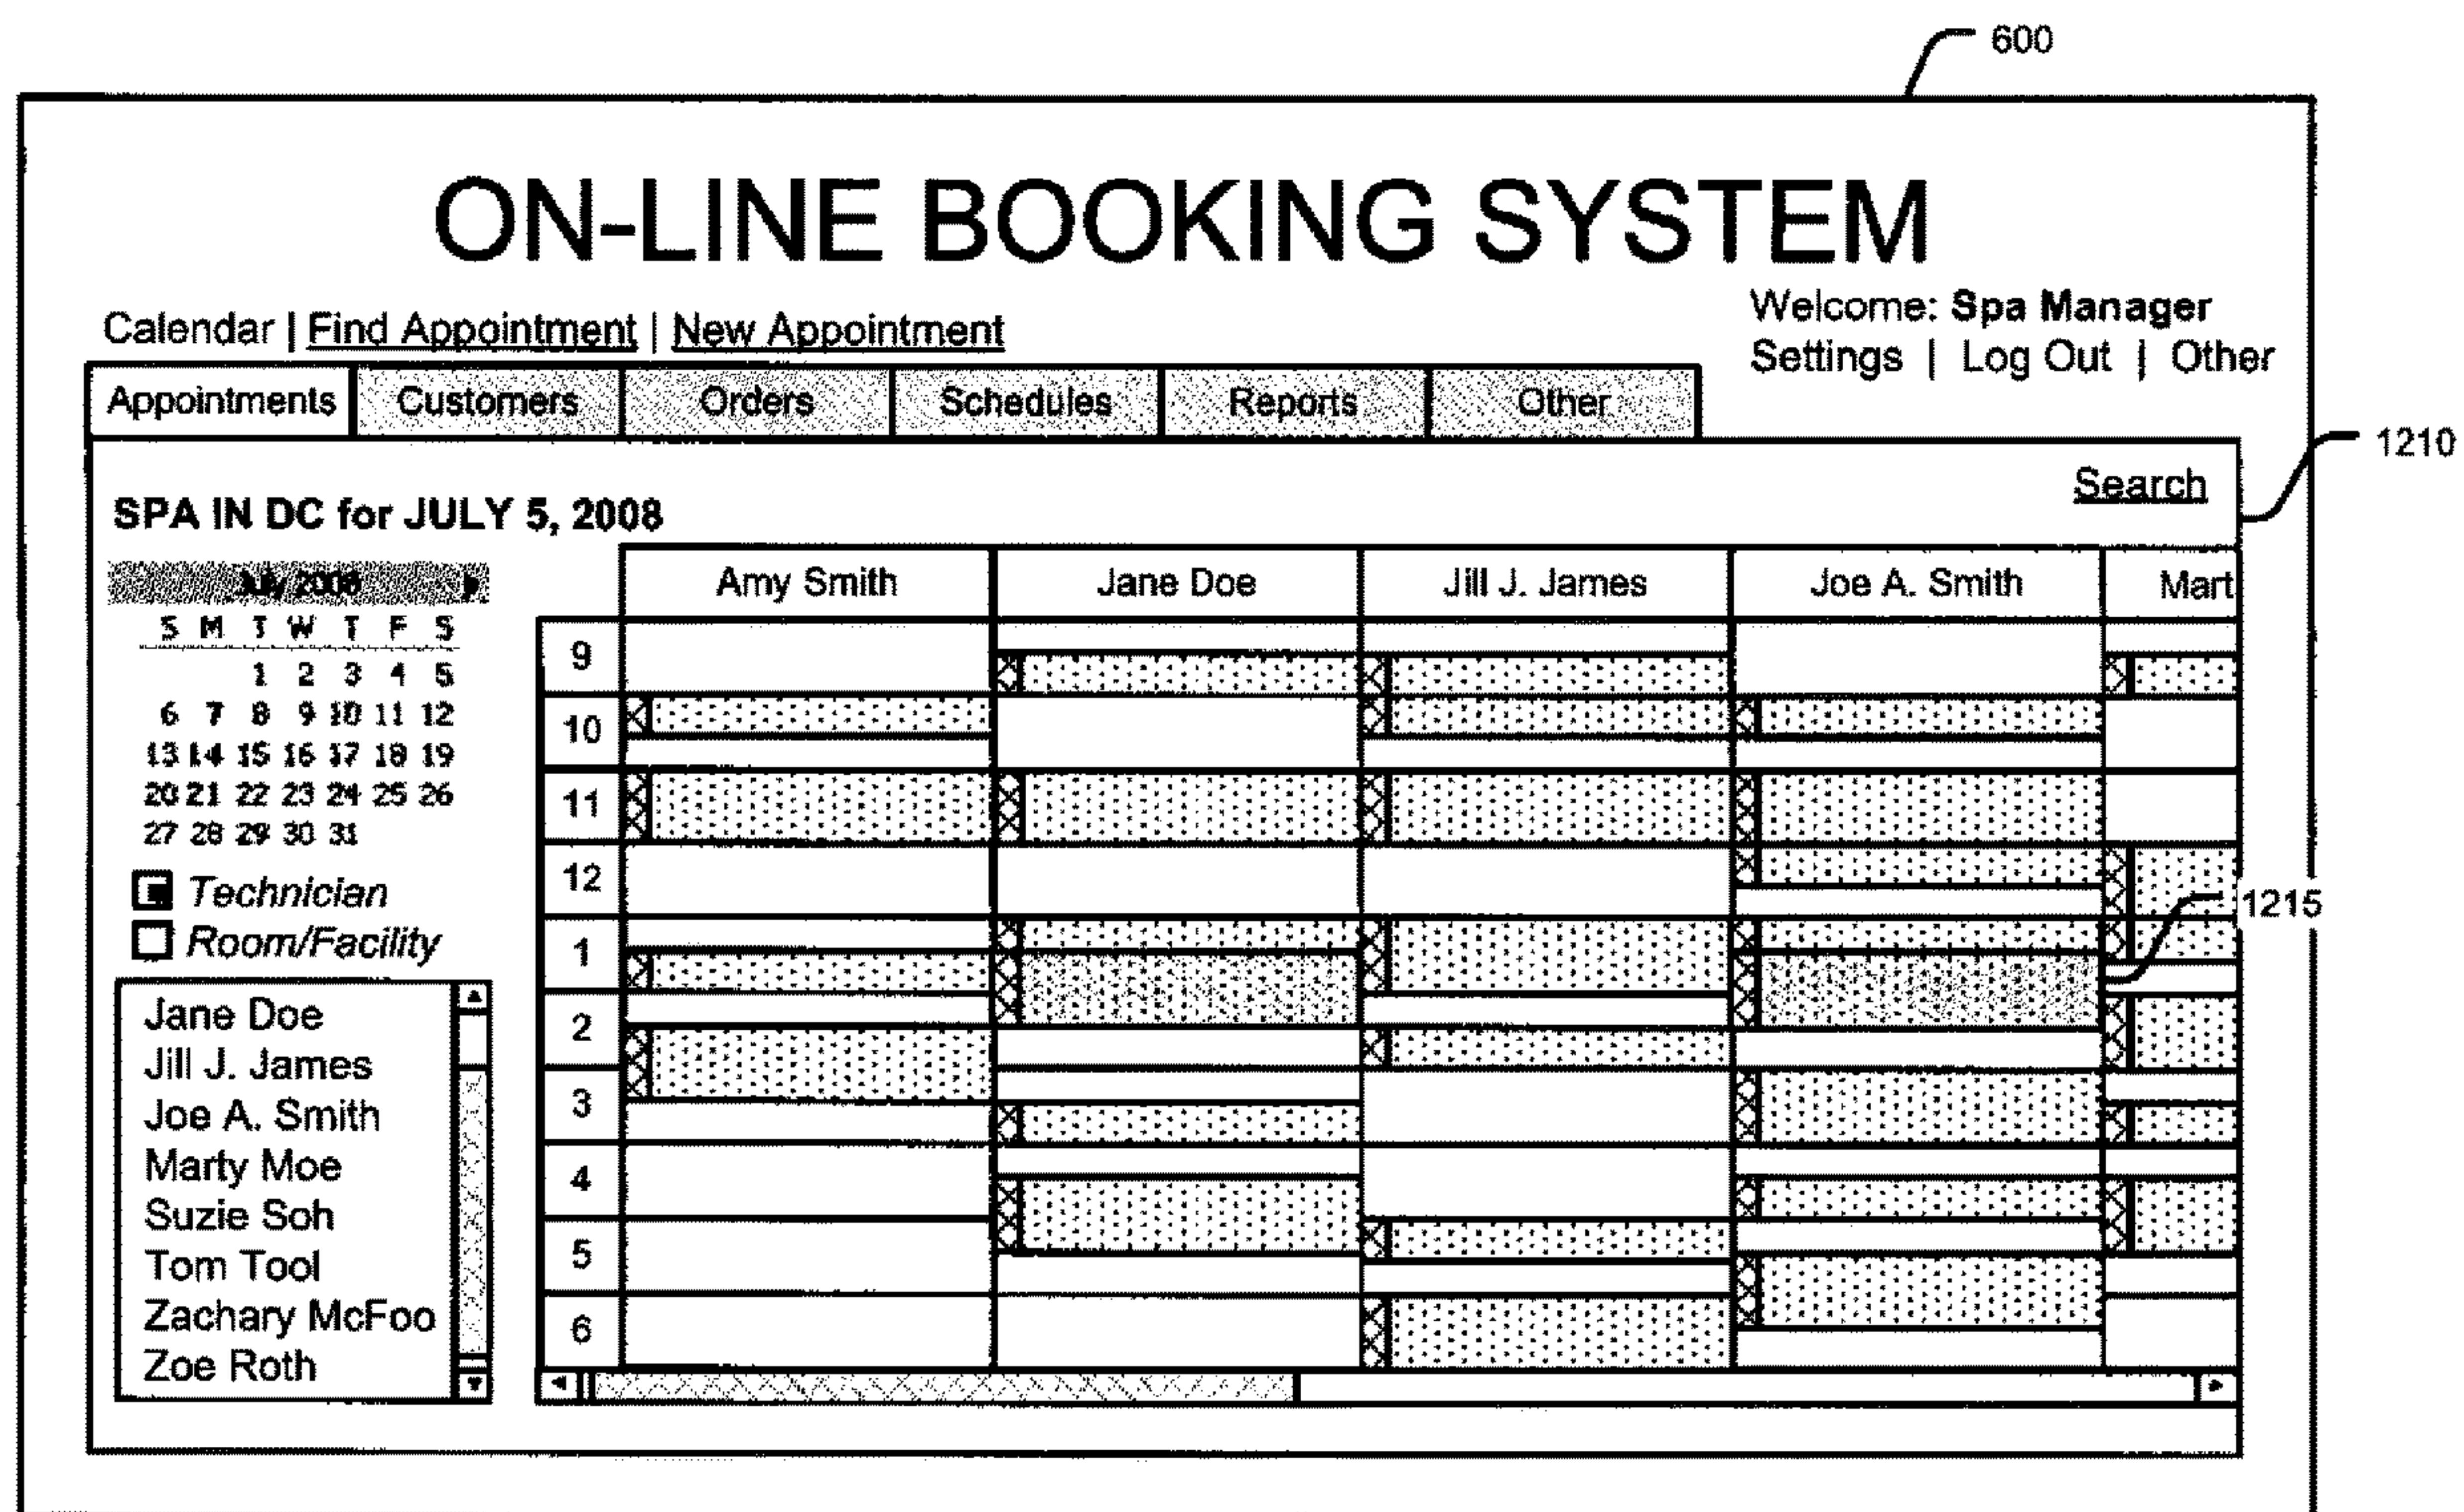 600
ON-LINE BOOKING SYSTEM
Welcome: Spa Manager
Calendar | Find Appointment | New Appointment
Settings | Log Out | Other
Appointments Customers Orders Schedules Reports Other
1210
Search
SPA IN DC for JULY 5, 2008
July 2008
S M T W T F S
1 2 3 4 5
6 7 8 9 10 11 12
13 14 15 16 17 18 19
20 21 22 23 24 25 26
27 28 29 30 31
Technician
Room/Facility
Jane Doe
Jill J. James
Joe A. Smith
Marty Moe
Suzie Soh
Tom Tool
Zachary McFoo
Zoe Roth
Amy Smith Jane Doe Jill J. James Joe A. Smith Mart
9
10
11
12
1
2
3
4
5
6
1215